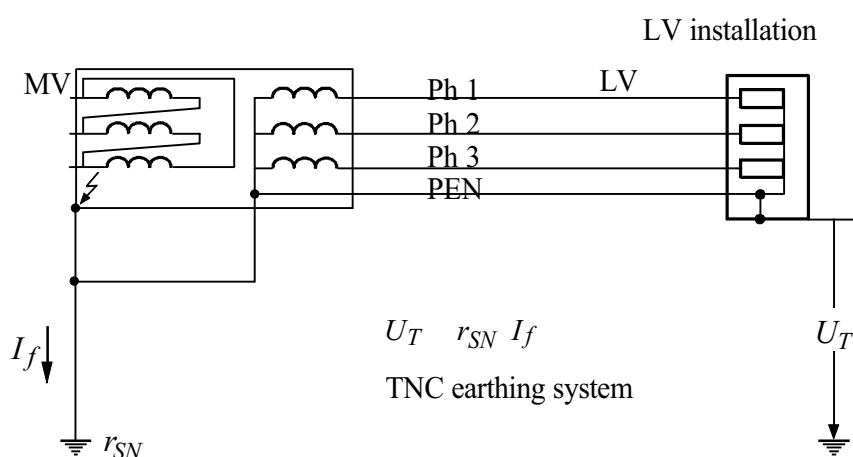 LV installation
MV
Ph 1
LV
Ph 2
Ph 3
PEN
U_T r_SN I_f
I_f
U_T
TNC earthing system
r_SN